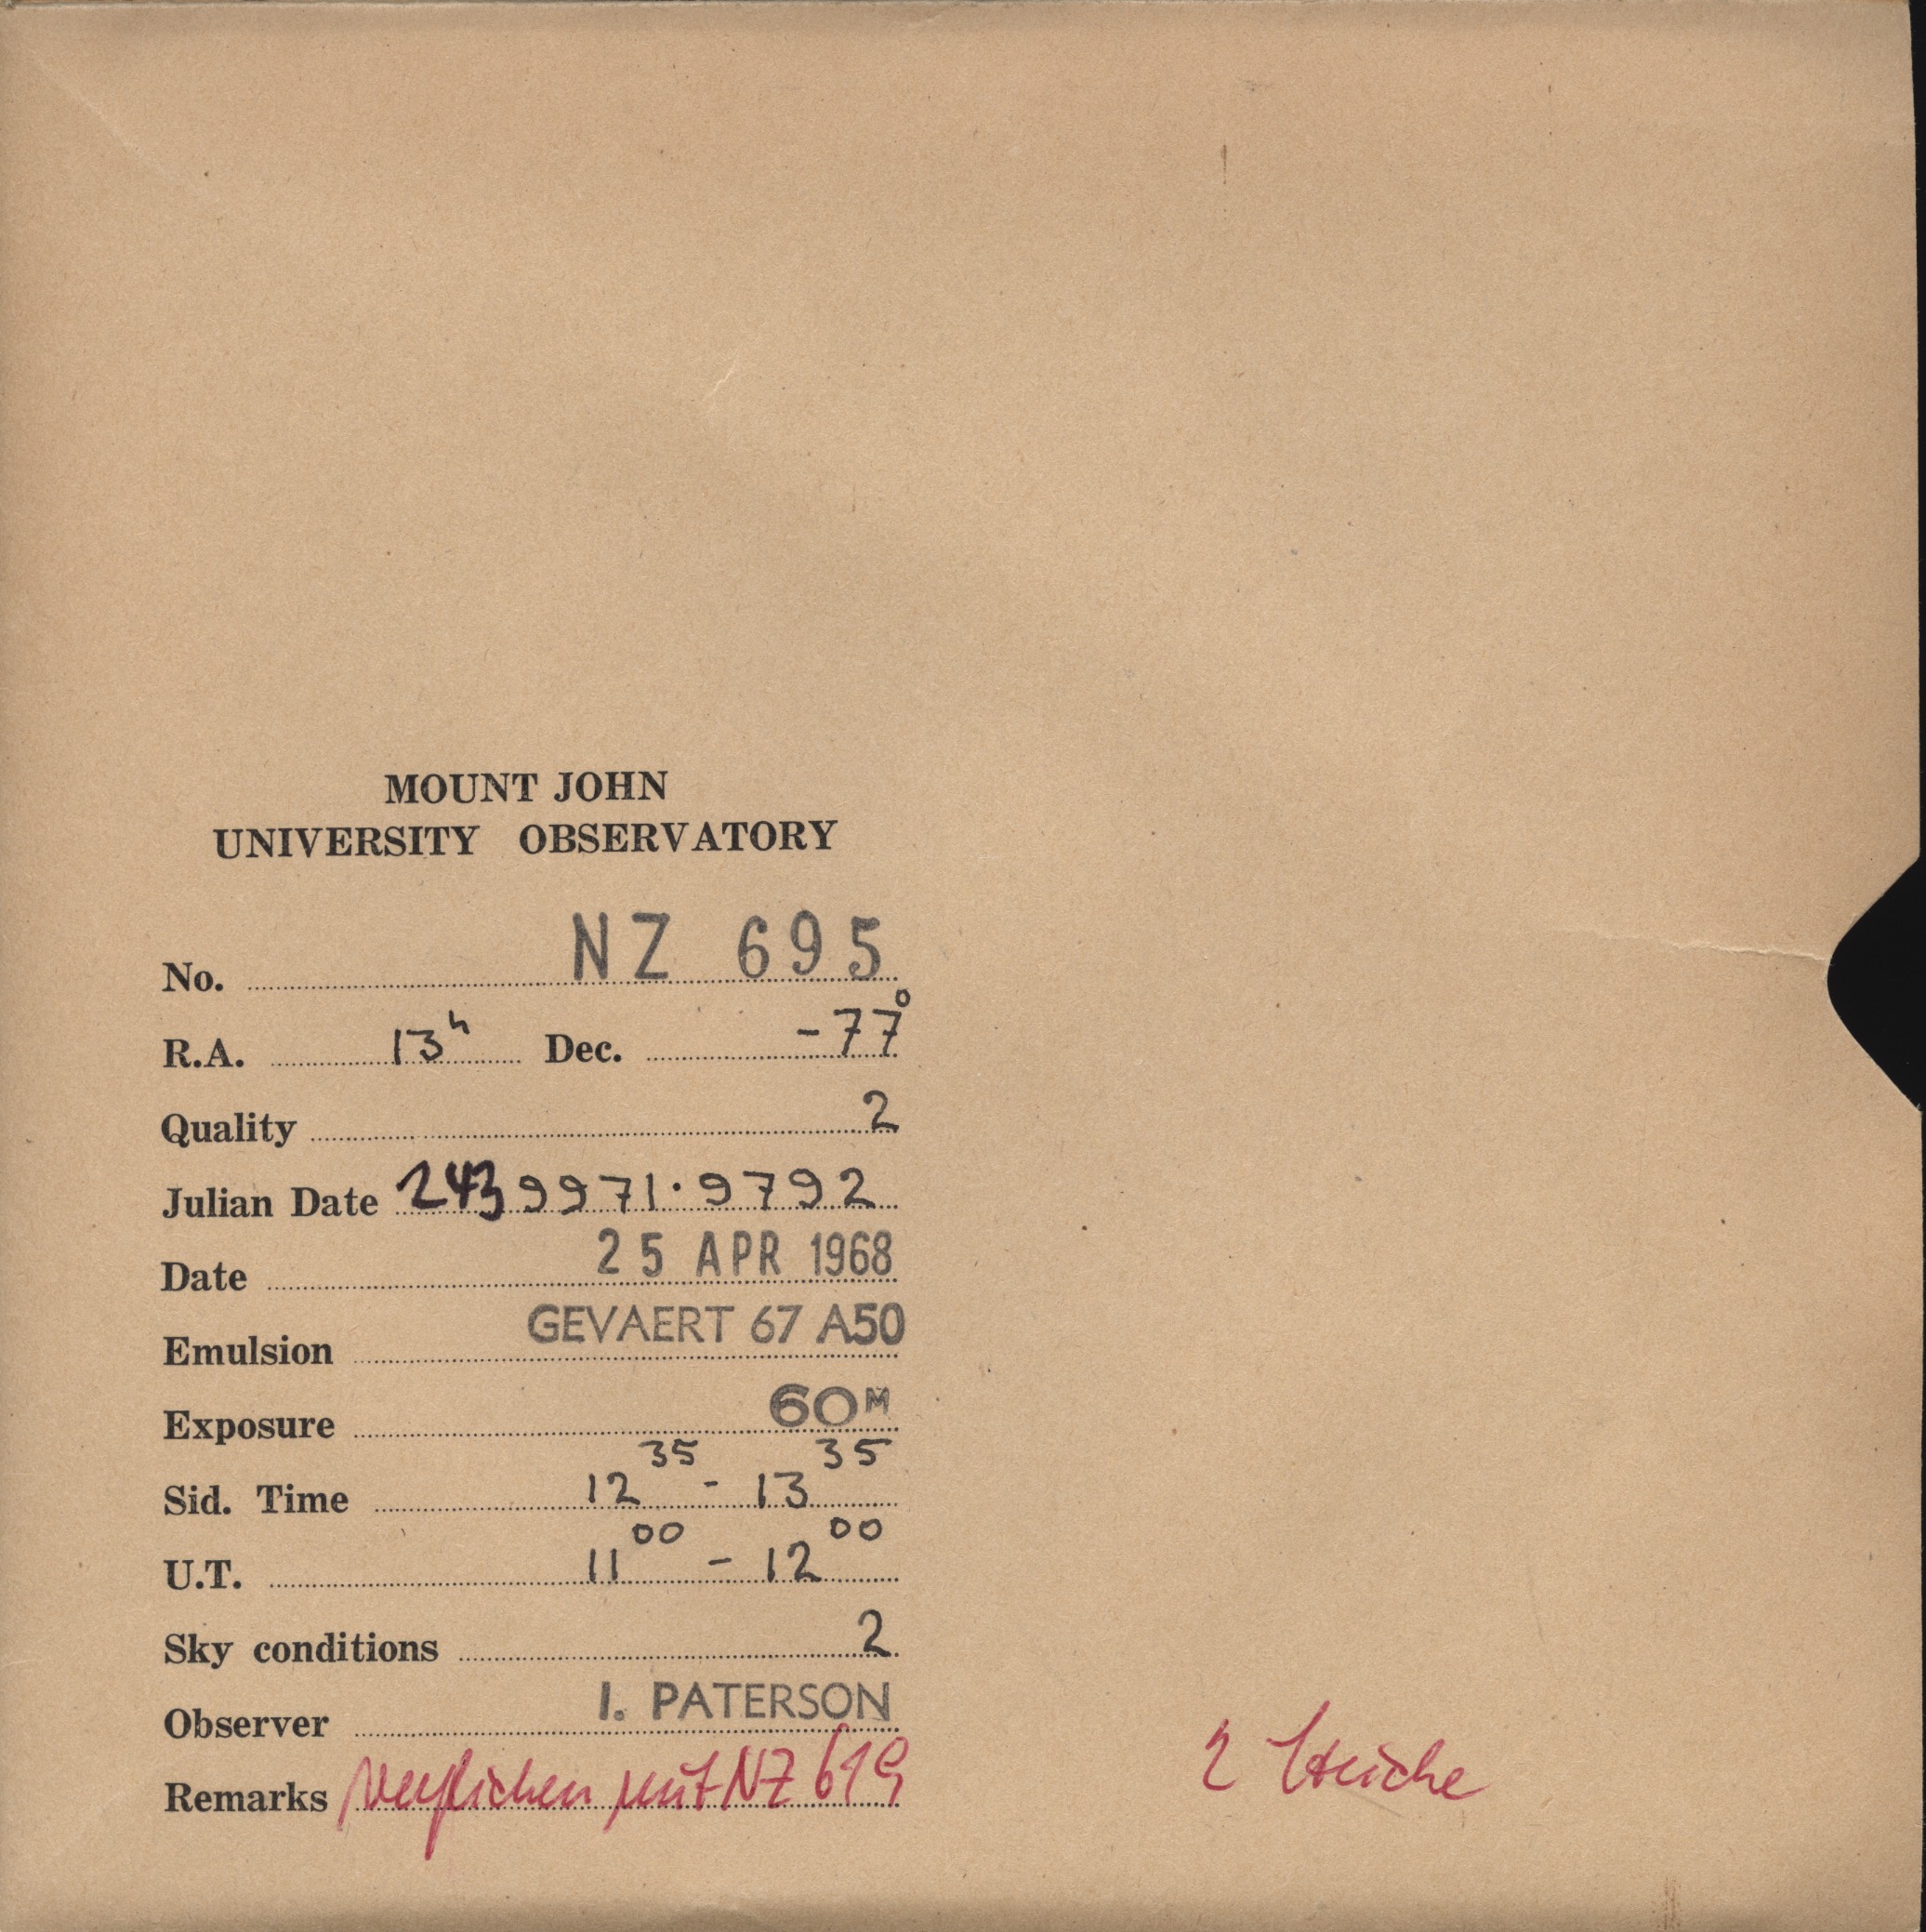 MOUNT JOHN
UNIVERSITY OBSERVATORY
No. NZ 695
R.A. 13h Dec. -77°
Quality 2
Julian Date 2439971.9792
Date 25 APR 1968
Emulsion GEVAERT 67 A50
Exposure 60M
Sid. Time 12 35 - 13 35
U.T. 11 00 - 12 00
Sky conditions 2
Observer I. PATERSON
Remarks verglichen mit NZ 619
2 Striche